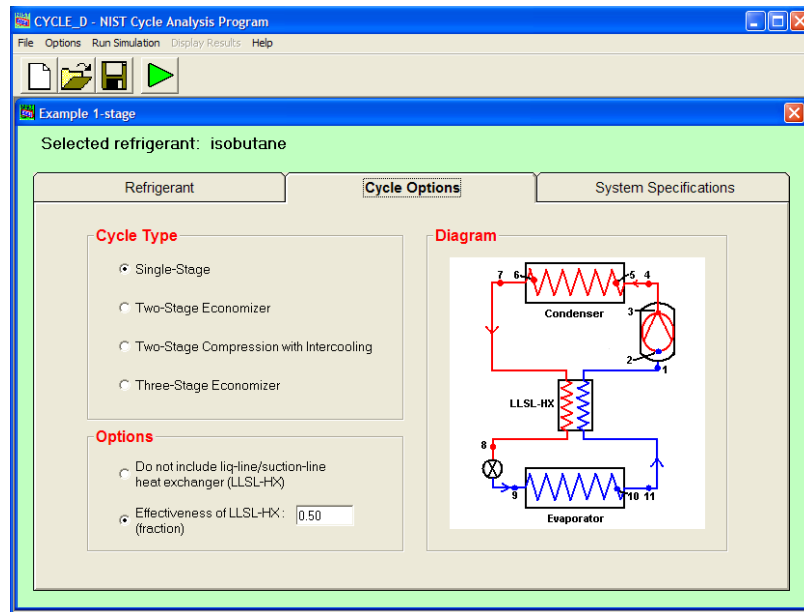 CYCLE_D - NIST Cycle Analysis Program
File Options Run Simulation Display Results Help
Example 1-stage
Selected refrigerant: isobutane
Refrigerant
Cycle Options
System Specifications
Cycle Type
Single-Stage
Two-Stage Economizer
Two-Stage Compression with Intercooling
Three-Stage Economizer
Options
Do not include liq-line/suction-line
heat exchanger (LLSL-HX)
Effectiveness of LLSL-HX : 0.50
(fraction)
Diagram
7 6 5 4
Condenser
3
2
1
LLSL-HX
8
9 10 11
Evaporator